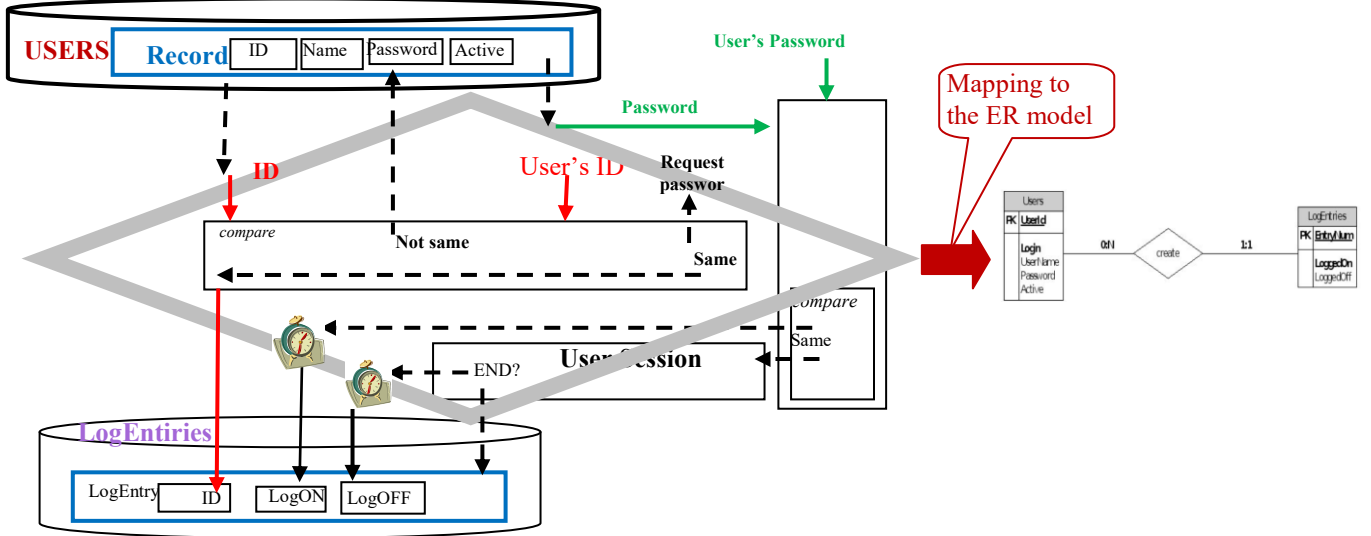 USERS
Record
ID
Name
Password
Active
User's Password
Password
Mapping to
the ER model
ID
User's ID
Request
passwor
compare
Not same
Same
compare
Same
User Session
END?
LogEntiries
LogEntry
ID
LogON
LogOFF
Users
PK UserId
Login
UserName
Password
Active
0:N
create
1:1
LogEntries
PK EntryNum
LoggedOn
LoggedOff